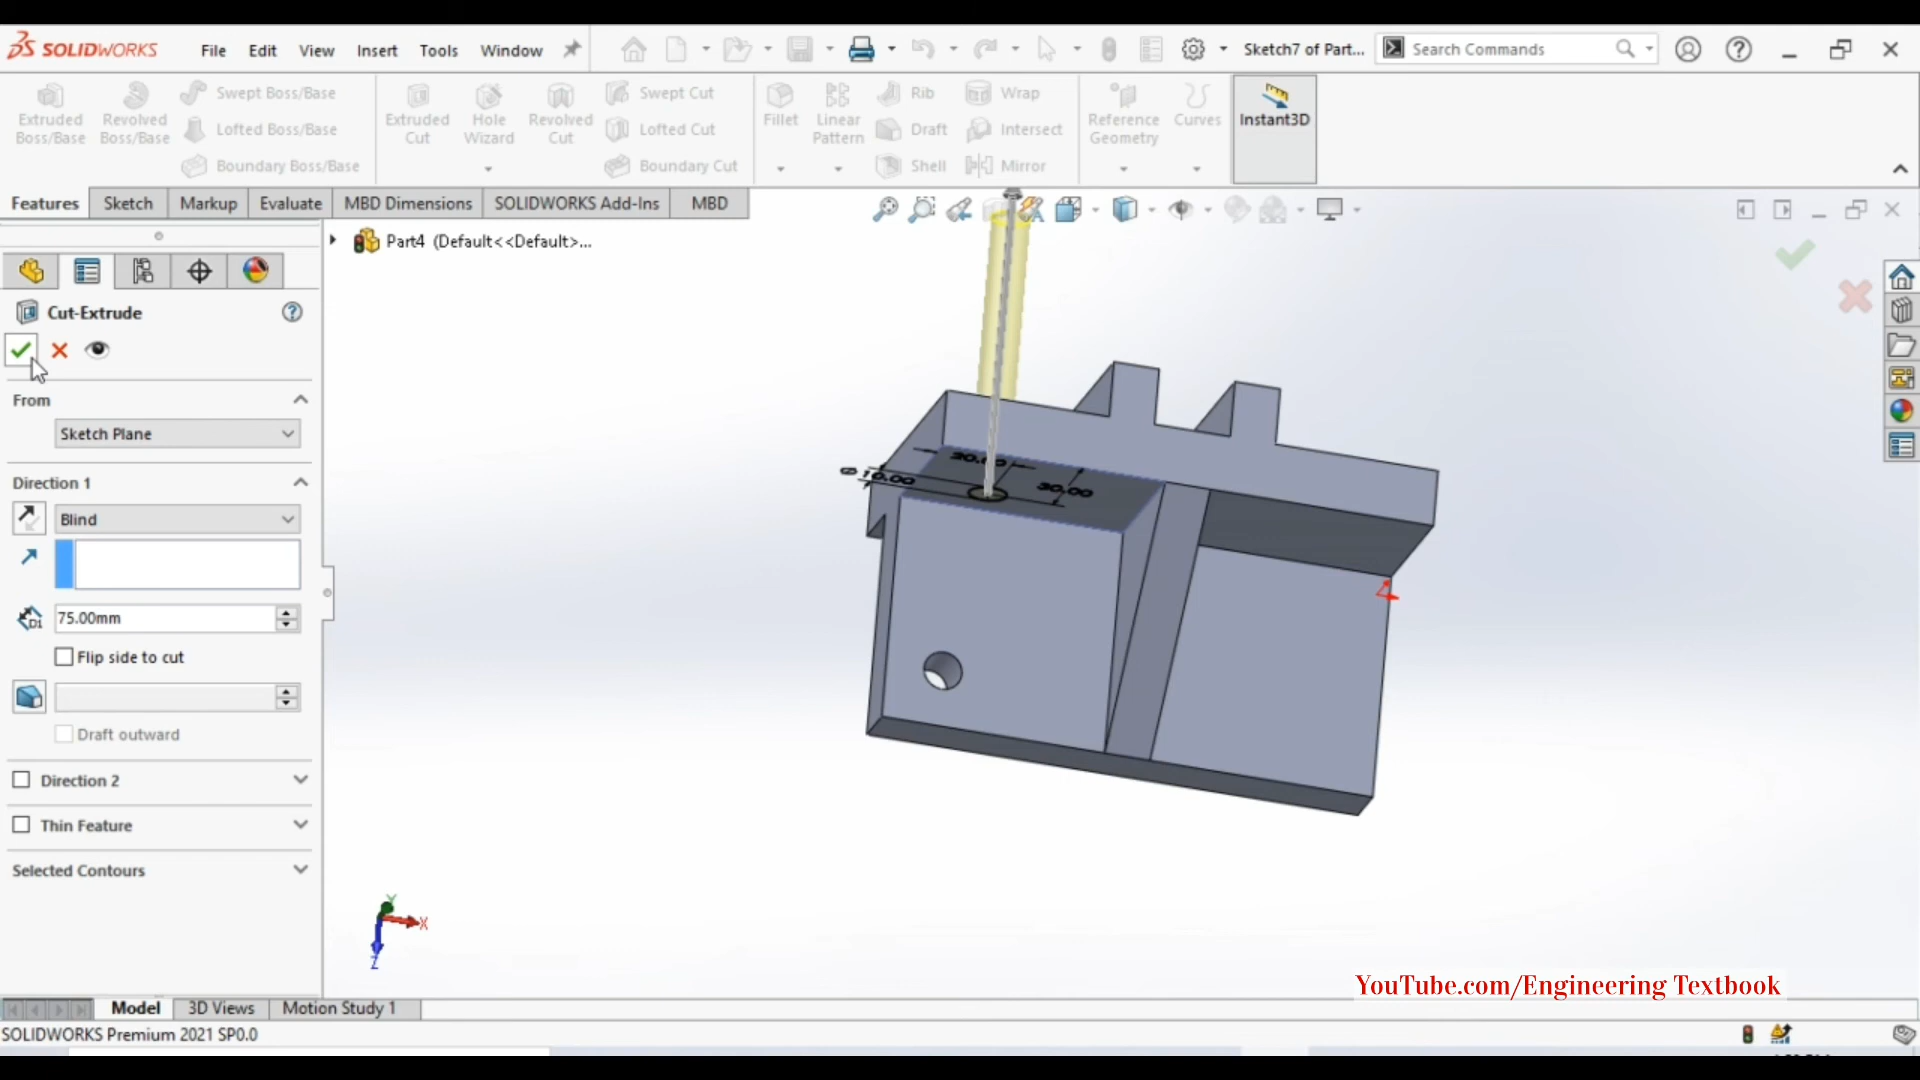 SOLIDWORKS File Edit View Insert Tools Window Sketch7 of Part... Search Commands
Extruded Boss/Base
Revolved Boss/Base
Swept Boss/Base
Lofted Boss/Base
Boundary Boss/Base
Extruded Cut
Hole Wizard
Revolved Cut
Swept Cut
Lofted Cut
Boundary Cut
Fillet
Linear Pattern
Rib
Draft
Shell
Wrap
Intersect
Mirror
Reference Geometry
Curves
Instant3D
Features Sketch Markup Evaluate MBD Dimensions SOLIDWORKS Add-Ins MBD
Part4 (Default<<Default>...
Cut-Extrude
From
Sketch Plane
Direction 1
Blind
D1
75.00mm
Flip side to cut
Draft outward
Direction 2
Thin Feature
Selected Contours
20.00
Ø 10.00
30.00
Y
X
Z
YouTube.com/Engineering Textbook
Model 3D Views Motion Study 1
SOLIDWORKS Premium 2021 SP0.0